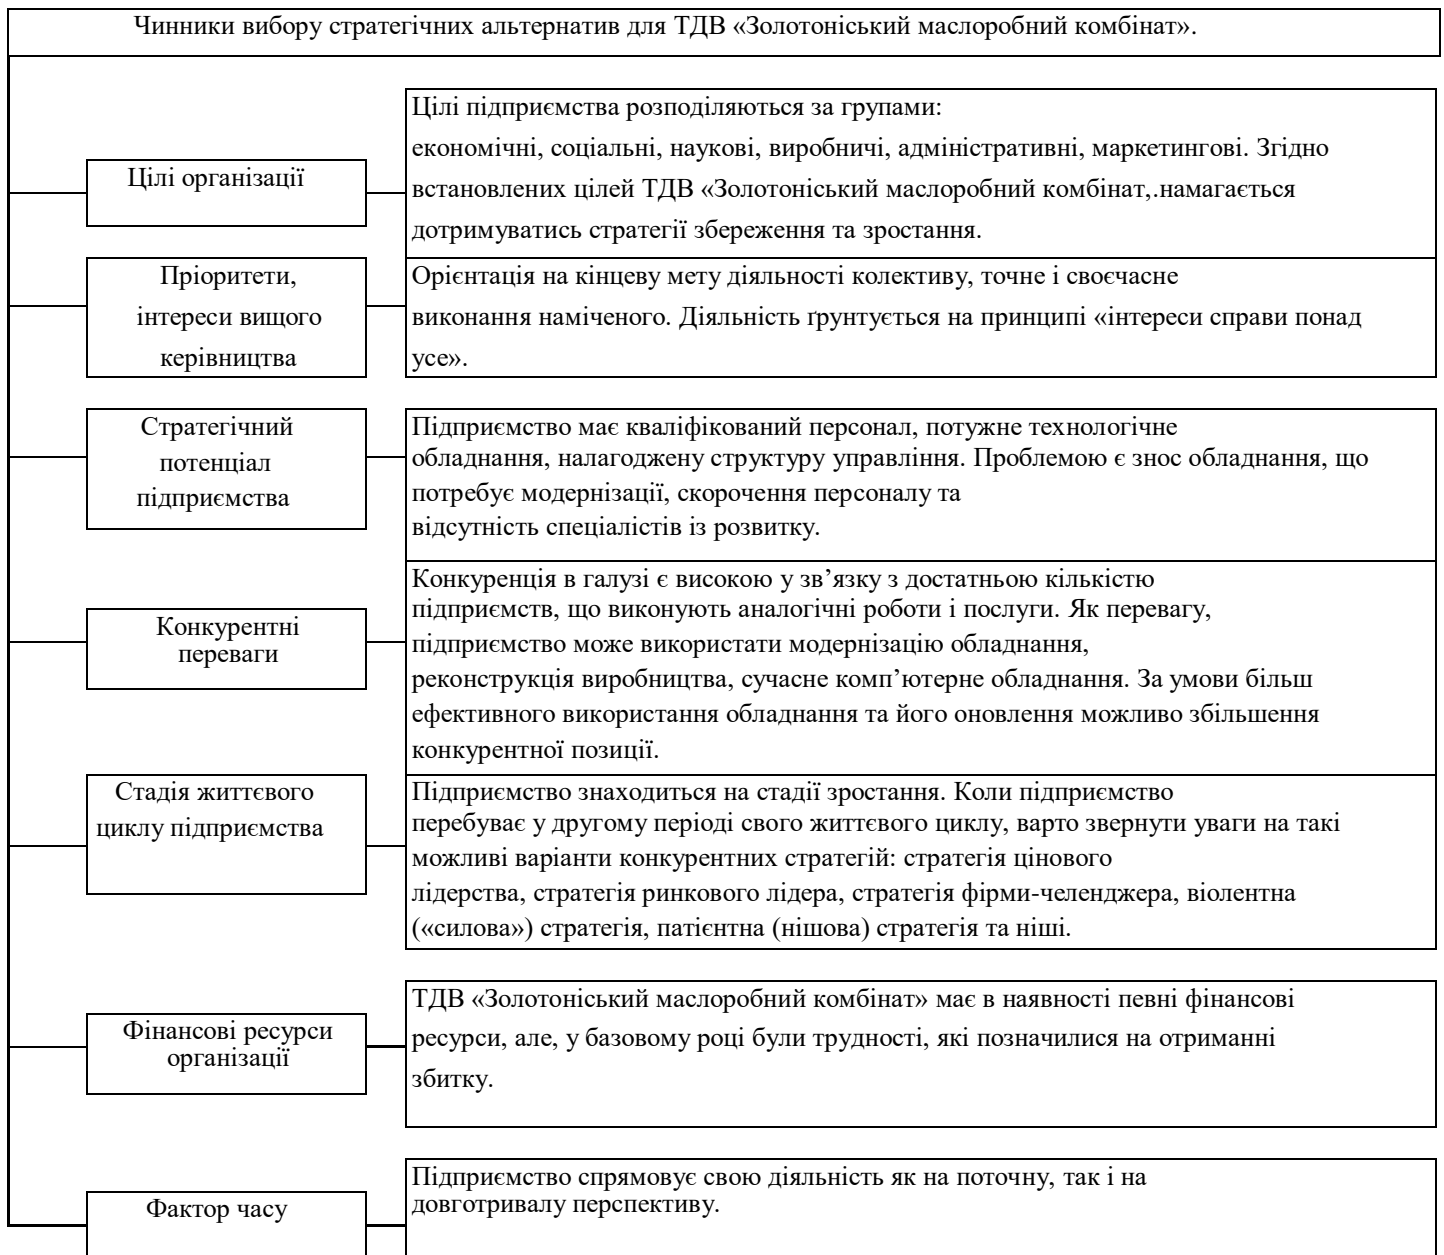 Чинники вибору стратегічних альтернатив для ТДВ «Золотоніський маслоробний комбінат».
Цілі організації
Цілі підприємства розподіляються за групами:
економічні, соціальні, наукові, виробничі, адміністративні, маркетингові. Згідно
встановлених цілей ТДВ «Золотоніський маслоробний комбінат,.намагається
дотримуватись стратегії збереження та зростання.
Пріоритети,
інтереси вищого
керівництва
Орієнтація на кінцеву мету діяльності колективу, точне і своєчасне
виконання наміченого. Діяльність ґрунтується на принципі «інтереси справи понад
усе».
Стратегічний
потенціал
підприємства
Підприємство має кваліфікований персонал, потужне технологічне
обладнання, налагоджену структуру управління. Проблемою є знос обладнання, що
потребує модернізації, скорочення персоналу та
відсутність спеціалістів із розвитку.
Конкурентні
переваги
Конкуренція в галузі є високою у зв’язку з достатньою кількістю
підприємств, що виконують аналогічні роботи і послуги. Як перевагу,
підприємство може використати модернізацію обладнання,
реконструкція виробництва, сучасне комп’ютерне обладнання. За умови більш
ефективного використання обладнання та його оновлення можливо збільшення
конкурентної позиції.
Стадія життєвого
циклу підприємства
Підприємство знаходиться на стадії зростання. Коли підприємство
перебуває у другому періоді свого життєвого циклу, варто звернути уваги на такі
можливі варіанти конкурентних стратегій: стратегія цінового
лідерства, стратегія ринкового лідера, стратегія фірми-челенджера, віолентна
(«силова») стратегія, патієнтна (нішова) стратегія та ніші.
Фінансові ресурси
організації
ТДВ «Золотоніський маслоробний комбінат» має в наявності певні фінансові
ресурси, але, у базовому році були трудності, які позначилися на отриманні
збитку.
Фактор часу
Підприємство спрямовує свою діяльність як на поточну, так і на
довготривалу перспективу.